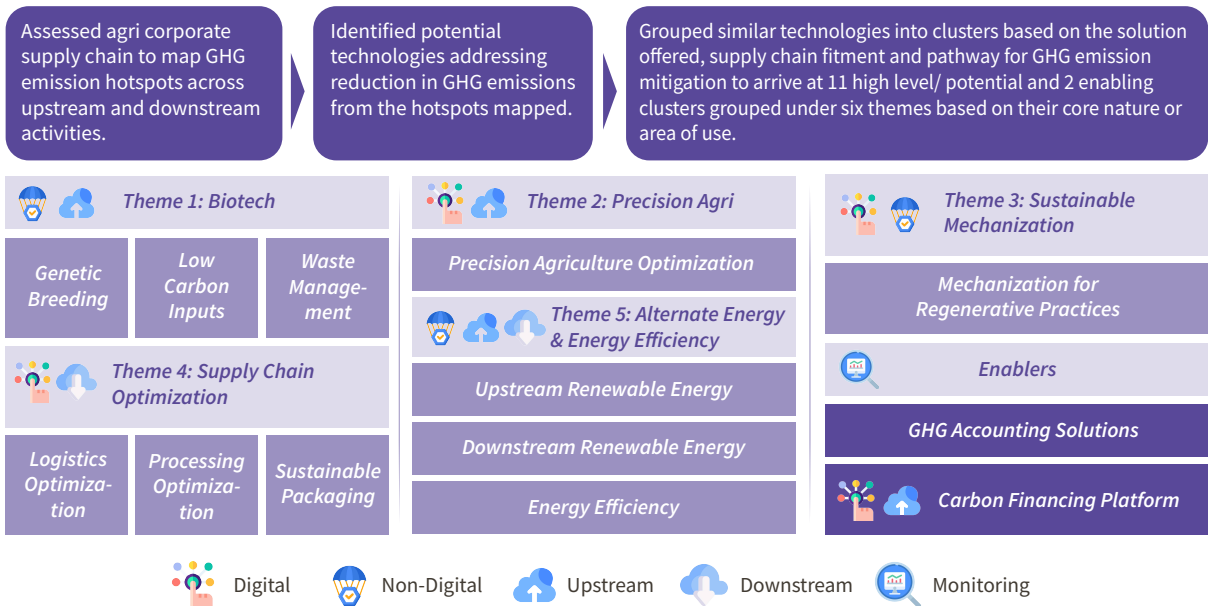 Assessed agri corporate
supply chain to map GHG
emission hotspots across
upstream and downstream
activities.
Identified potential
technologies addressing
reduction in GHG emissions
from the hotspots mapped.
Grouped similar technologies into clusters based on the solution
offered, supply chain fitment and pathway for GHG emission
mitigation to arrive at 11 high level/ potential and 2 enabling
clusters grouped under six themes based on their core nature or
area of use.
Theme 1: Biotech
Genetic
Breeding
Low
Carbon
Inputs
Waste
Manage-
ment
Theme 4: Supply Chain
Optimization
Logistics
Optimiza-
tion
Processing
Optimiza-
tion
Sustainable
Packaging
Theme 2: Precision Agri
Precision Agriculture Optimization
Theme 5: Alternate Energy
& Energy Efficiency
Upstream Renewable Energy
Downstream Renewable Energy
Energy Efficiency
Theme 3: Sustainable
Mechanization
Mechanization for
Regenerative Practices
Enablers
GHG Accounting Solutions
Carbon Financing Platform
Digital
Non-Digital
Upstream
Downstream
Monitoring